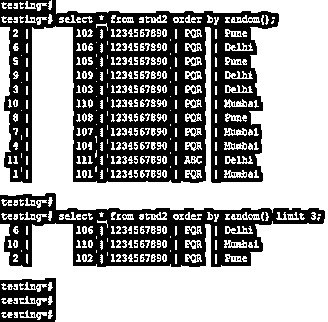 testing=#
testing=# select * from stud2 order by random();
2 | 102 | 1234567890 | PQR | Pune
6 | 106 | 1234567890 | PQR | Delhi
5 | 105 | 1234567890 | PQR | Pune
9 | 109 | 1234567890 | PQR | Delhi
3 | 103 | 1234567890 | PQR | Delhi
10 | 110 | 1234567890 | PQR | Mumbai
8 | 108 | 1234567890 | PQR | Pune
7 | 107 | 1234567890 | PQR | Mumbai
4 | 104 | 1234567890 | PQR | Mumbai
11 | 111 | 1234567890 | ABC | Delhi
1 | 101 | 1234567890 | PQR | Mumbai
testing=#
testing=# select * from stud2 order by random() limit 3;
6 | 106 | 1234567890 | PQR | Delhi
10 | 110 | 1234567890 | PQR | Mumbai
2 | 102 | 1234567890 | PQR | Pune
testing=#
testing=#
testing=#